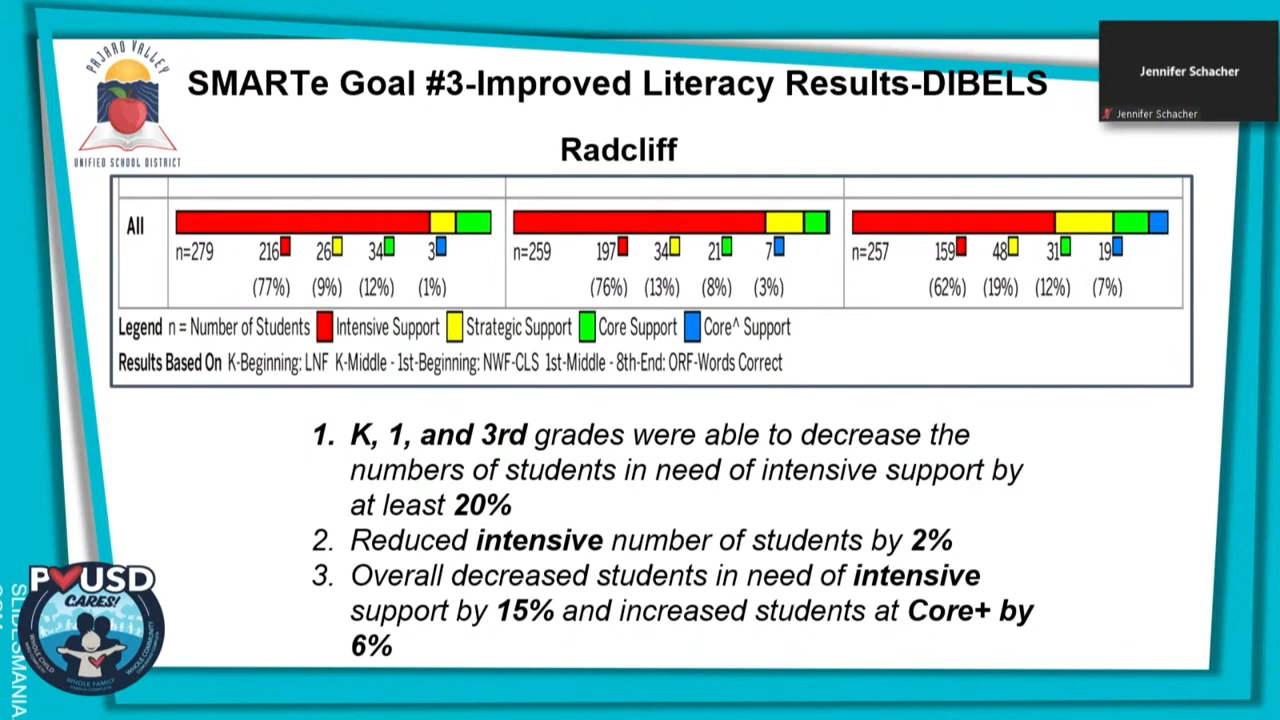 PAJARO VALLEY
UNIFIED SCHOOL DISTRICT
SMARTe Goal #3-Improved Literacy Results-DIBELS
Jennifer Schacher
Jennifer Schacher
Radcliff
All
n=279 216 26 34 3
(77%) (9%) (12%) (1%)
n=259 197 34 21 7
(76%) (13%) (8%) (3%)
n=257 159 48 31 19
(62%) (19%) (12%) (7%)
Legend n = Number of Students Intensive Support Strategic Support Core Support Core^ Support
Results Based On K-Beginning: LNF K-Middle - 1st-Beginning: NWF-CLS 1st-Middle - 8th-End: ORF-Words Correct
1. K, 1, and 3rd grades were able to decrease the
numbers of students in need of intensive support by
at least 20%
2. Reduced intensive number of students by 2%
3. Overall decreased students in need of intensive
support by 15% and increased students at Core+ by
6%
PVUSD
CARES!
WHOLE CHILD
WHOLE FAMILY
WHOLE COMMUNITY
SLIDESMANIA